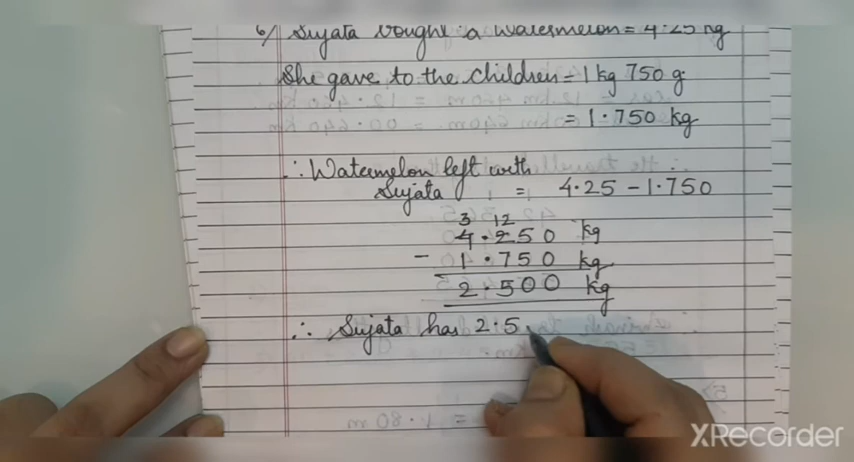 6/ Sujata bought a watermelon = 4.25 kg
She gave to the children = 1 kg 750 g
= 1.750 kg
∴ Watermelon left with
Sujata = 4.25 - 1.750
3 12
4.250 kg
- 1.750 kg
2.500 kg
∴ Sujata has 2.5
= 1.80 m
XRecorder